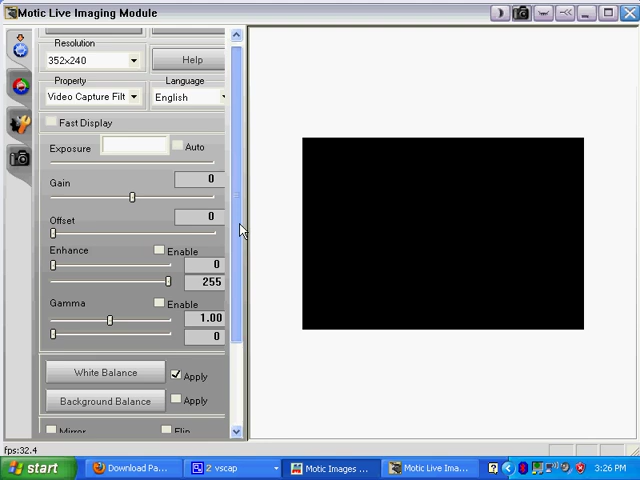 Motic Live Imaging Module
Resolution
352x240
Help
Property
Language
Video Capture Filt
English
Fast Display
Exposure
Auto
Gain
0
Offset
0
Enhance
Enable
0
255
Gamma
Enable
1.00
0
White Balance
Apply
Background Balance
Apply
Mirror
Flip
fps:32.4
start
Download Pa...
2 vscap
Motic Images ...
Motic Live Ima...
3:26 PM